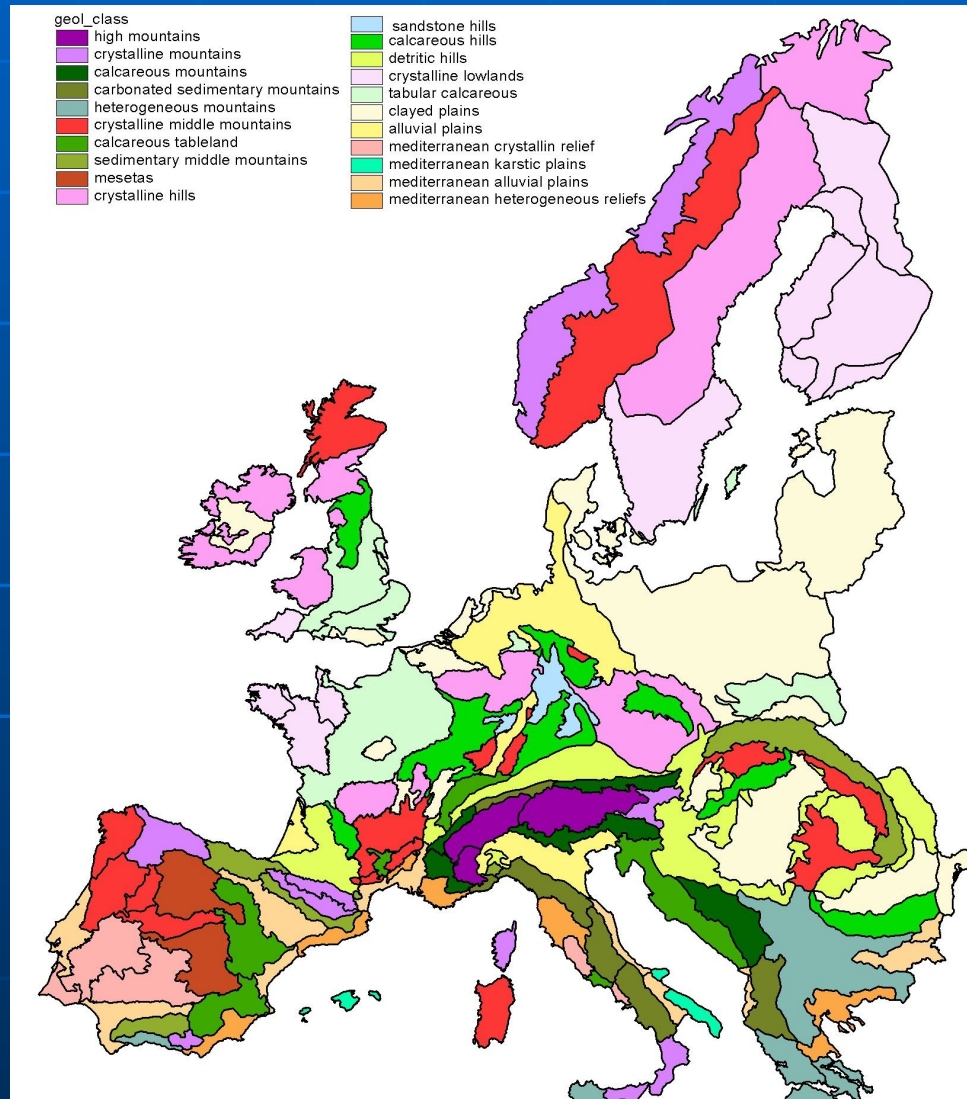 geol_class
high mountains
crystalline mountains
calcareous mountains
carbonated sedimentary mountains
heterogeneous mountains
crystalline middle mountains
calcareous tableland
sedimentary middle mountains
mesetas
crystalline hills
sandstone hills
calcareous hills
detritic hills
crystalline lowlands
tabular calcareous
clayed plains
alluvial plains
mediterranean crystallin relief
mediterranean karstic plains
mediterranean alluvial plains
mediterranean heterogeneous reliefs